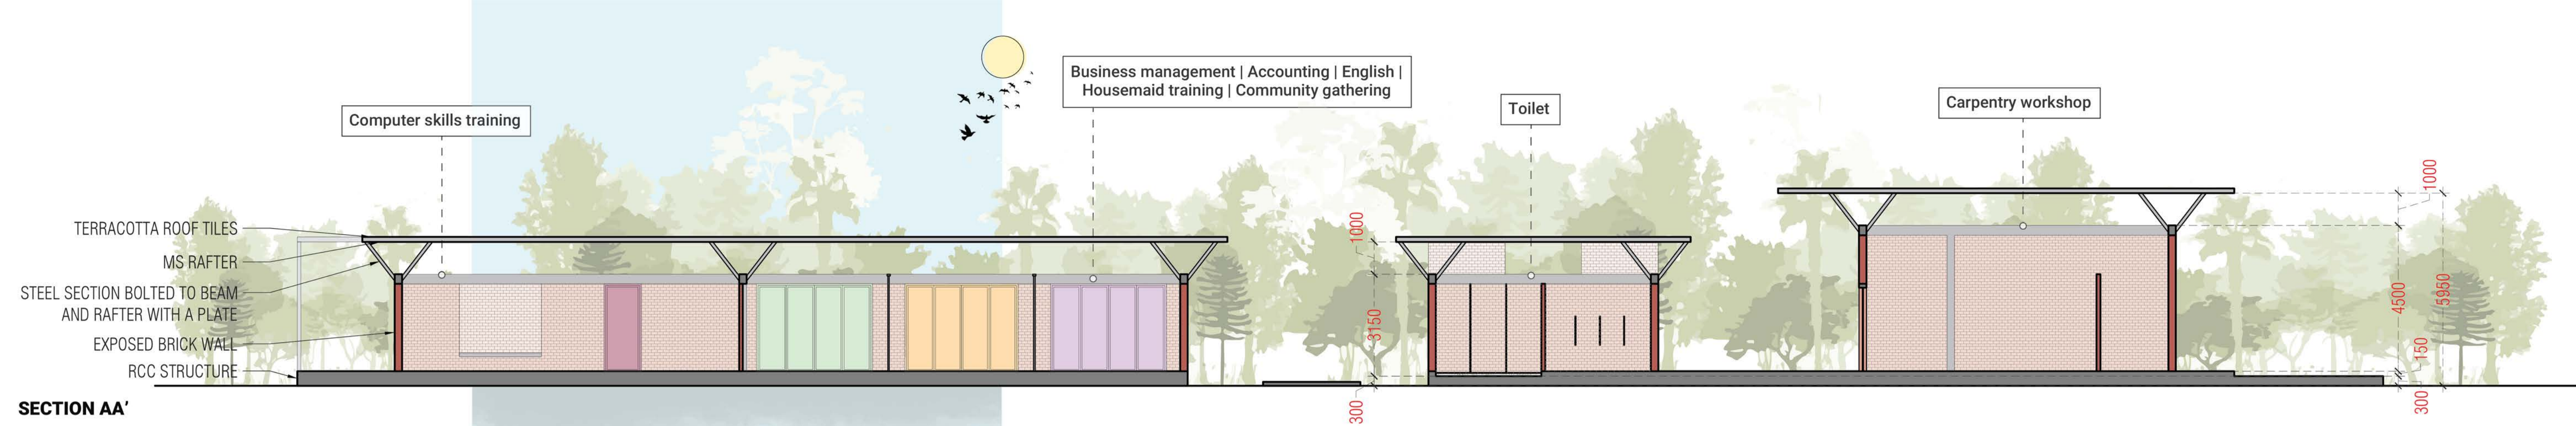 Computer skills training
Business management | Accounting | English |
Housemaid training | Community gathering
Toilet
Carpentry workshop
TERRACOTTA ROOF TILES
MS RAFTER
STEEL SECTION BOLTED TO BEAM
AND RAFTER WITH A PLATE
EXPOSED BRICK WALL
RCC STRUCTURE
1000
3150
300
1000
4500
5950
150
300
SECTION AA'